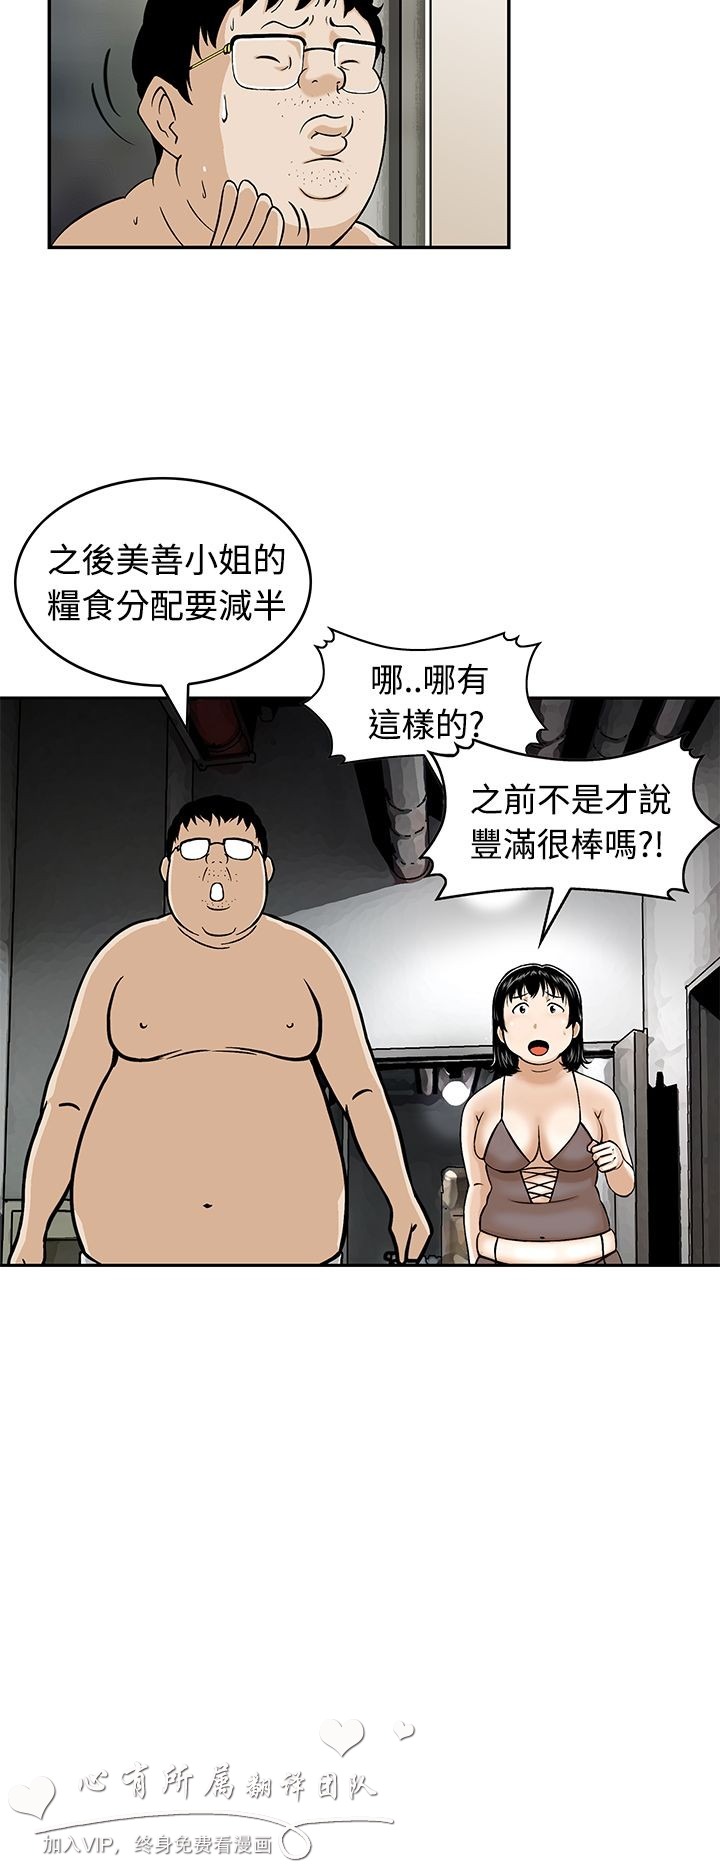 之後美善小姐的
糧食分配要減半
哪..哪有
這樣的?
之前不是才說
豐滿很棒嗎?!
心有所属翻译团队
加入VIP，终身免费看漫画